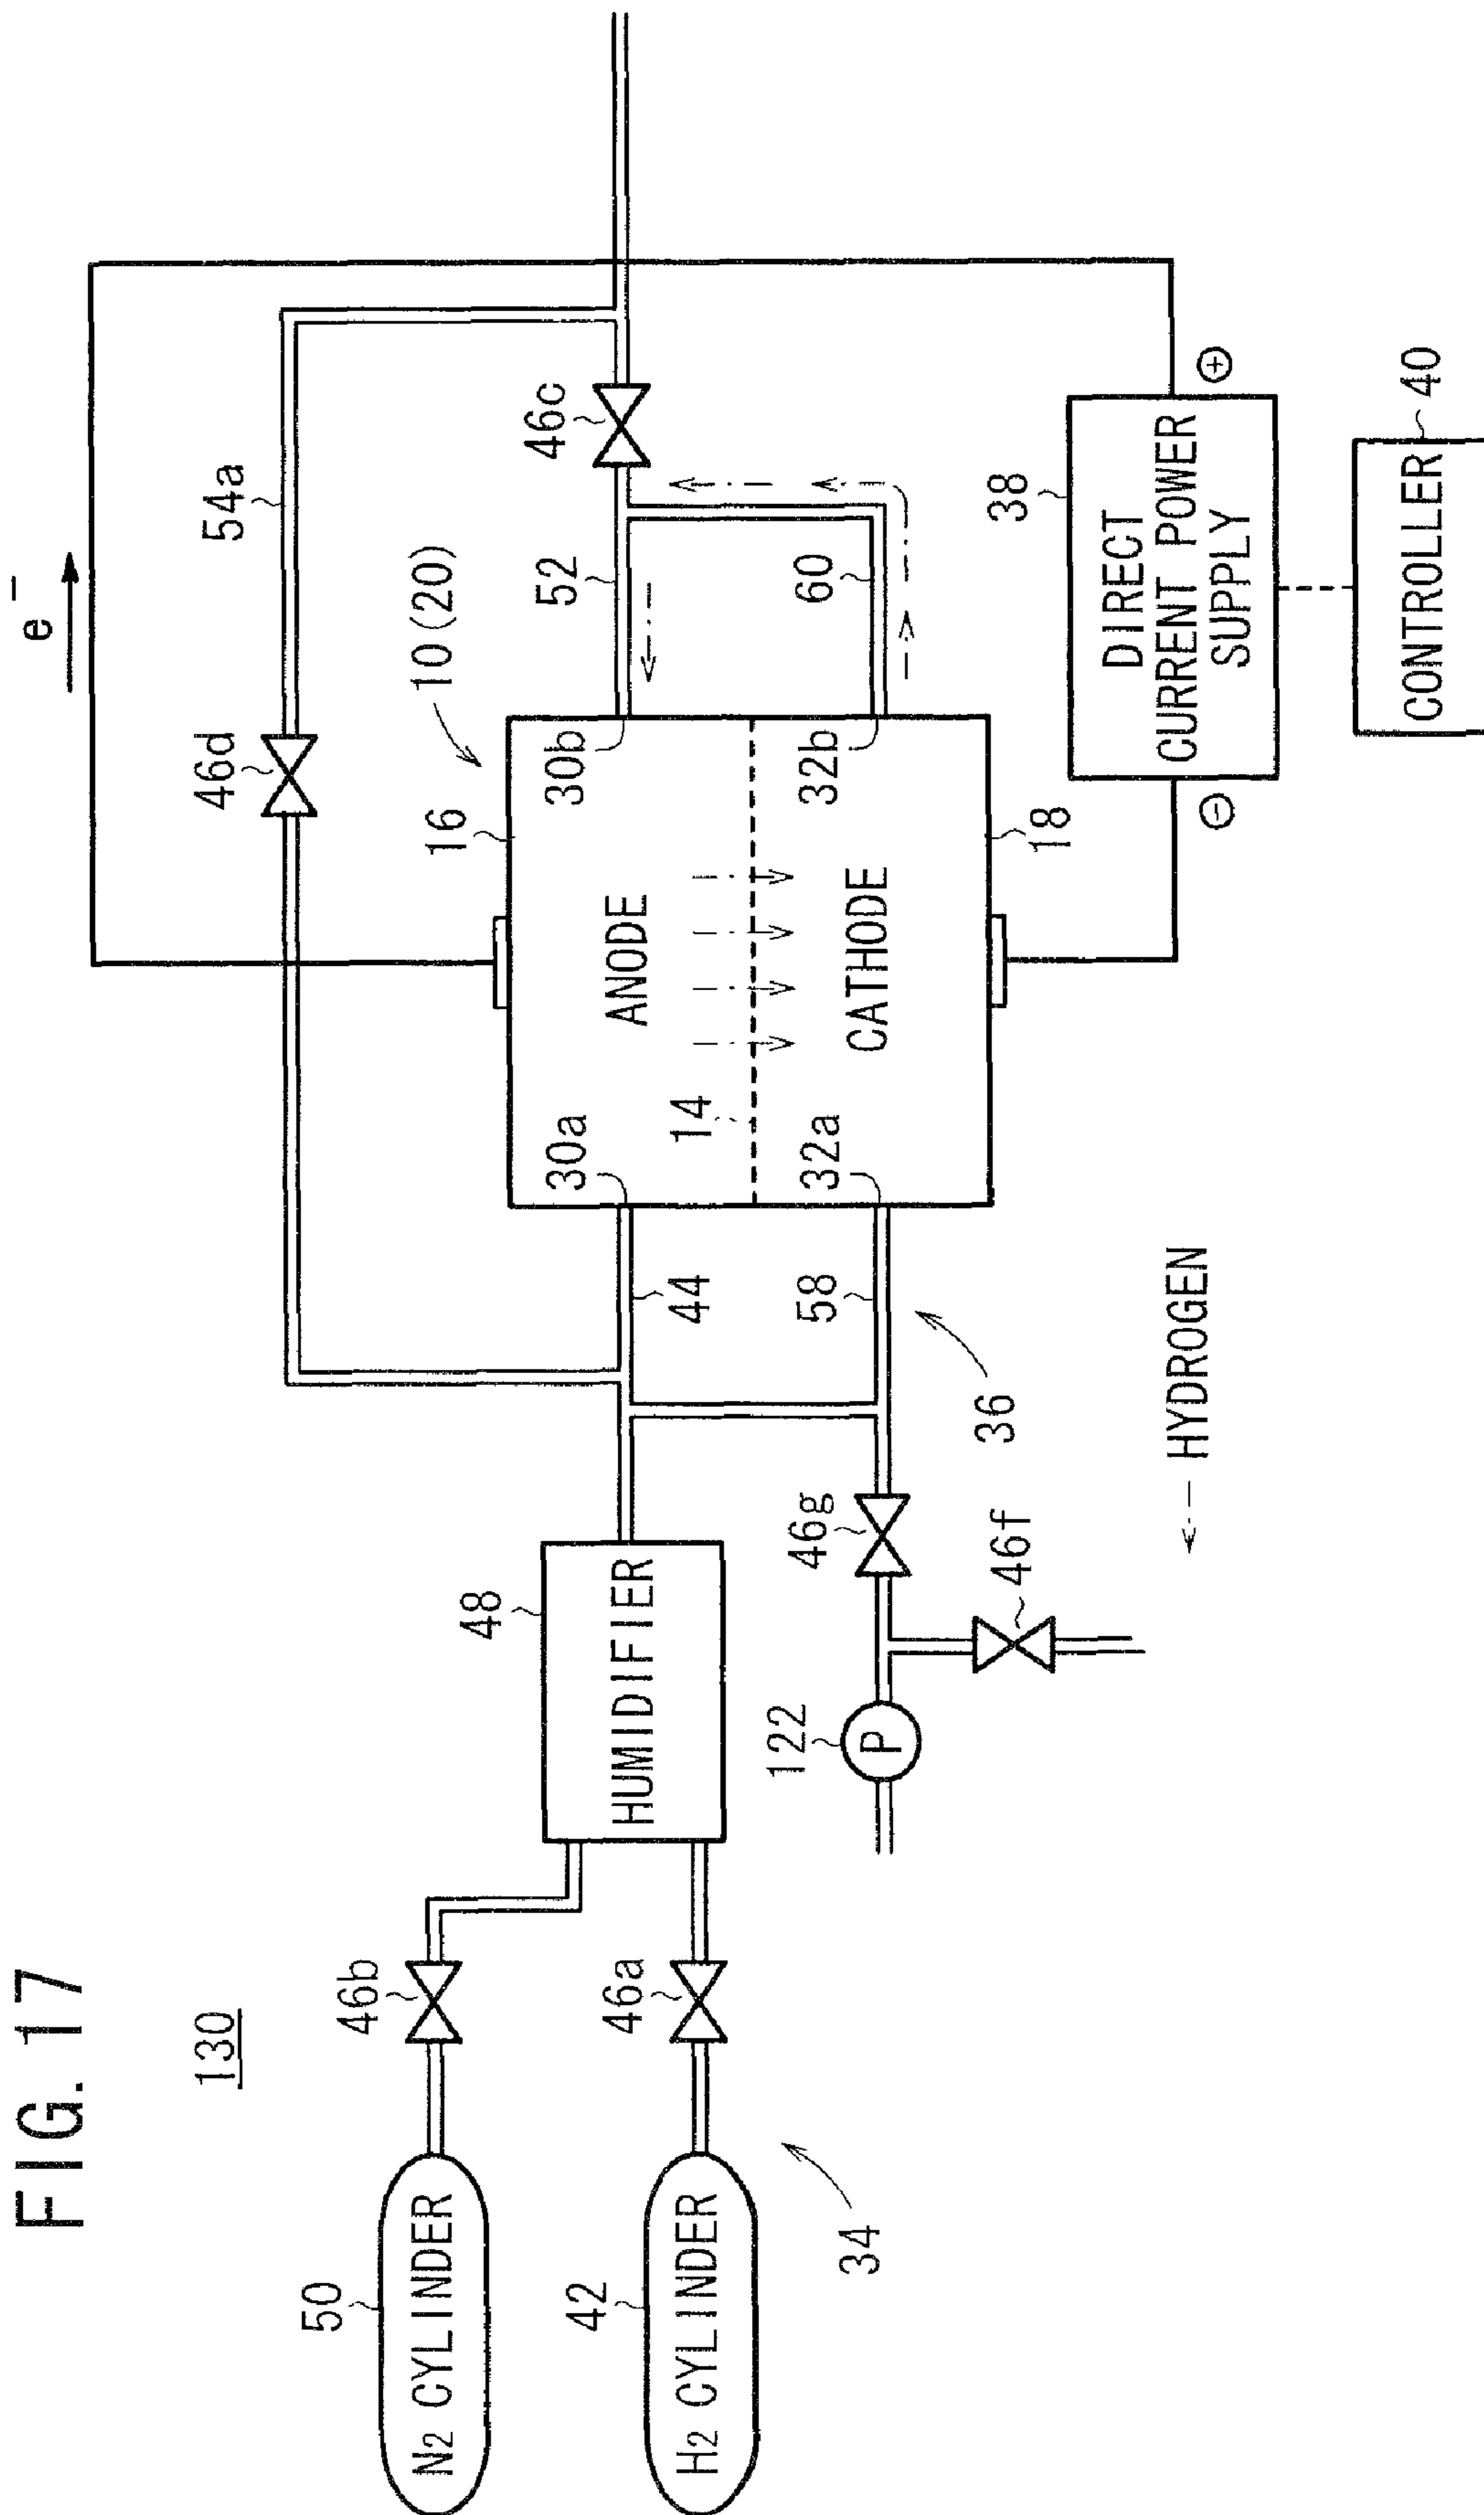 FIG. 17
130
e⁻
54a
46d
10(20)
16
46c
52
30b
ANODE
30a
14
44
60
32b
CATHODE
32a
58
18
36
38
DIRECT
CURRENT POWER
SUPPLY
⊕
⊖
40
CONTROLLER
HYDROGEN
50
N2 CYLINDER
46b
42
H2 CYLINDER
46a
34
48
HUMIDIFIER
46g
46f
122
P